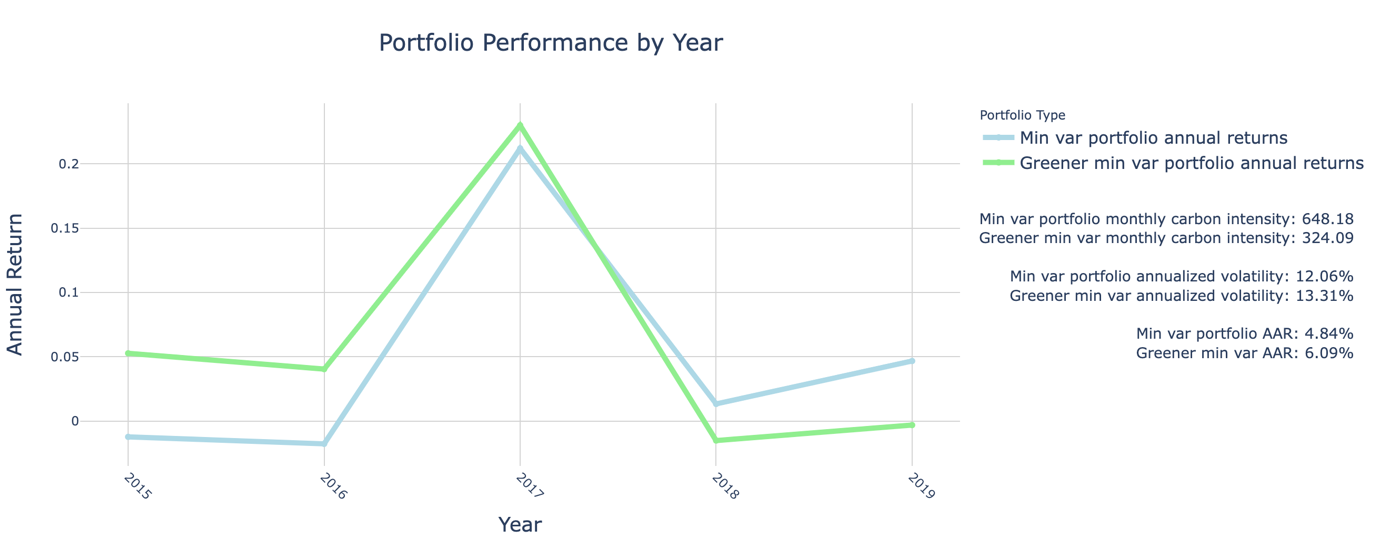 Portfolio Performance by Year
Portfolio Type
Min var portfolio annual returns
Greener min var portfolio annual returns
Min var portfolio monthly carbon intensity: 648.18
Greener min var monthly carbon intensity: 324.09
Min var portfolio annualized volatility: 12.06%
Greener min var annualized volatility: 13.31%
Min var portfolio AAR: 4.84%
Greener min var AAR: 6.09%
Annual Return
0.2
0.15
0.1
0.05
0
2015
2016
2017
2018
2019
Year